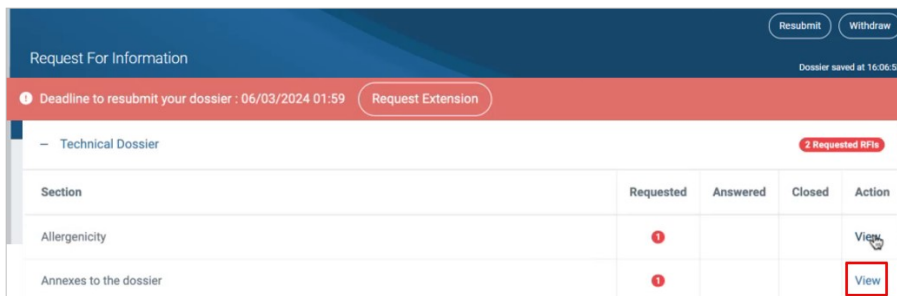 Resubmit Withdraw
Request For Information
Dossier saved at 16:06:5
Deadline to resubmit your dossier : 06/03/2024 01:59 Request Extension
– Technical Dossier 2 Requested RFIs
Section Requested Answered Closed Action
Allergenicity 1 View
Annexes to the dossier 1 View